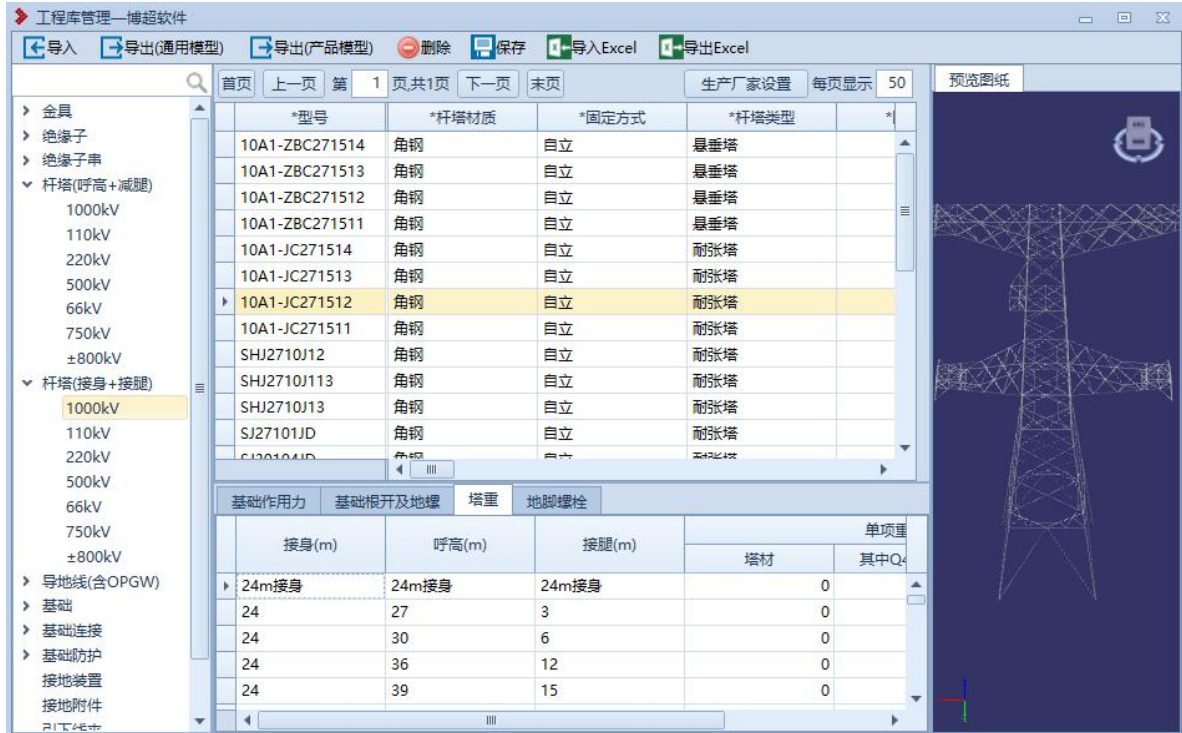 工程库管理—博超软件
导入 导出(通用模型) 导出(产品模型) 删除 保存 导入Excel 导出Excel
首页 上一页 第 1 页,共1页 下一页 末页 生产厂家设置 每页显示 50
预览图纸
金具
绝缘子
绝缘子串
杆塔(呼高+减腿)
1000kV
110kV
220kV
500kV
66kV
750kV
±800kV
杆塔(接身+接腿)
1000kV
110kV
220kV
500kV
66kV
750kV
±800kV
导地线(含OPGW)
基础
基础连接
基础防护
接地装置
接地附件
*型号 *杆塔材质 *固定方式 *杆塔类型
10A1-ZBC271514 角钢 自立 悬垂塔
10A1-ZBC271513 角钢 自立 悬垂塔
10A1-ZBC271512 角钢 自立 悬垂塔
10A1-ZBC271511 角钢 自立 悬垂塔
10A1-JC271514 角钢 自立 耐张塔
10A1-JC271513 角钢 自立 耐张塔
10A1-JC271512 角钢 自立 耐张塔
10A1-JC271511 角钢 自立 耐张塔
SHJ2710J12 角钢 自立 耐张塔
SHJ2710J113 角钢 自立 耐张塔
SHJ2710J13 角钢 自立 耐张塔
SJ27101JD 角钢 自立 耐张塔
基础作用力 基础根开及地螺 塔重 地脚螺栓
接身(m) 呼高(m) 接腿(m) 单项重
塔材 其中Q4
24m接身 24m接身 24m接身 0
24 27 3 0
24 30 6 0
24 36 12 0
24 39 15 0